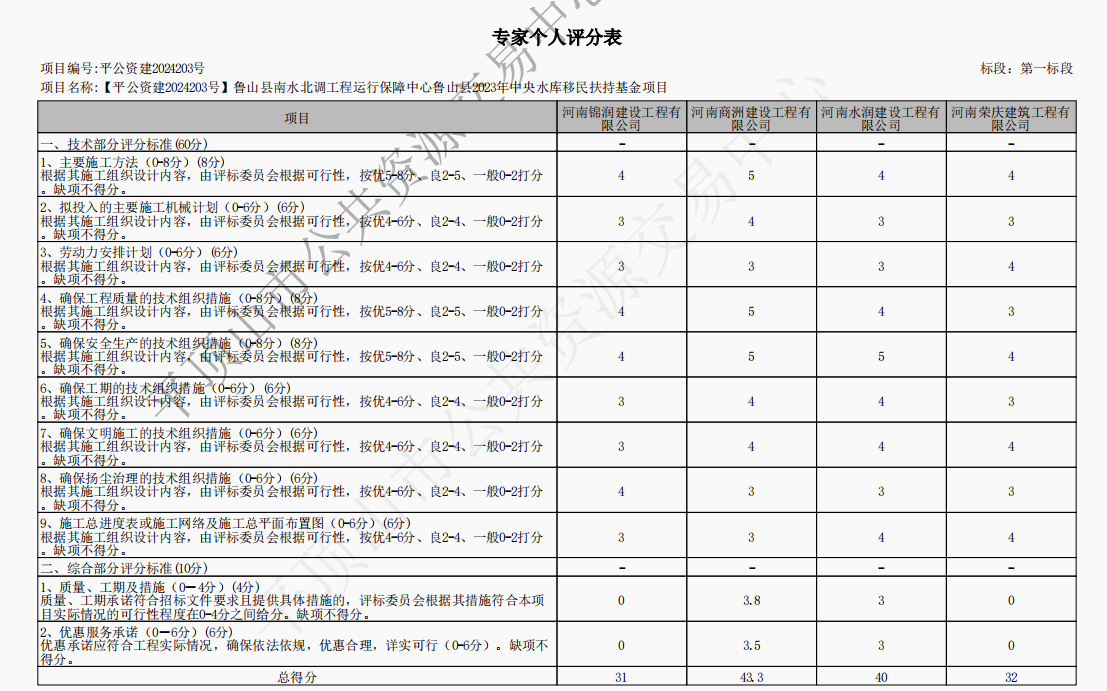 专家个人评分表
项目编号:平公资建2024203号
标段: 第一标段
项目名称:【平公资建2024203号】鲁山县南水北调工程运行保障中心鲁山县2023年中央水库移民扶持基金项目
项目 河南锦润建设工程有限公司 河南商洲建设工程有限公司 河南水润建设工程有限公司 河南荣庆建筑工程有限公司
一、技术部分评分标准(60分) - - - -
1、主要施工方法（0-8分）(8分)
根据其施工组织设计内容，由评标委员会根据可行性，按优5-8分、良2-5、一般0-2打分 4 5 4 4
。缺项不得分。
2、拟投入的主要施工机械计划（0-6分）(6分)
根据其施工组织设计内容，由评标委员会根据可行性，按优4-6分、良2-4、一般0-2打分 3 4 3 3
。缺项不得分。
3、劳动力安排计划（0-6分）(6分)
根据其施工组织设计内容，由评标委员会根据可行性，按优4-6分、良2-4、一般0-2打分 3 3 3 4
。缺项不得分。
4、确保工程质量的技术组织措施（0-8分）(8分)
根据其施工组织设计内容，由评标委员会根据可行性，按优5-8分、良2-5、一般0-2打分 4 5 4 3
。缺项不得分。
5、确保安全生产的技术组织措施（0-8分）(8分)
根据其施工组织设计内容，由评标委员会根据可行性，按优5-8分、良2-5、一般0-2打分 4 5 5 4
。缺项不得分。
6、确保工期的技术组织措施（0-6分）(6分)
根据其施工组织设计内容，由评标委员会根据可行性，按优4-6分、良2-4、一般0-2打分 3 4 4 3
。缺项不得分。
7、确保文明施工的技术组织措施（0-6分）(6分)
根据其施工组织设计内容，由评标委员会根据可行性，按优4-6分、良2-4、一般0-2打分 3 4 4 4
。缺项不得分。
8、确保扬尘治理的技术组织措施（0-6分）(6分)
根据其施工组织设计内容，由评标委员会根据可行性，按优4-6分、良2-4、一般0-2打分 4 3 3 3
。缺项不得分。
9、施工总进度表或施工网络及施工总平面布置图（0-6分）(6分)
根据其施工组织设计内容，由评标委员会根据可行性，按优4-6分、良2-4、一般0-2打分 3 3 4 4
。缺项不得分。
二、综合部分评分标准(10分) - - - -
1、质量、工期及措施（0一4分）(4分)
质量、工期承诺符合招标文件要求且提供具体措施的，评标委员会根据其措施符合本项 0 3.8 3 0
目实际情况的可行性程度在0-4分之间给分。缺项不得分。
2、优惠服务承诺（0一6分）(6分)
优惠承诺应符合工程实际情况，确保依法依规，优惠合理，详实可行（0-6分）。缺项不 0 3.5 3 0
得分。
总得分 31 43.3 40 32
平顶山市公共资源交易中心
平顶山市公共资源交易中心